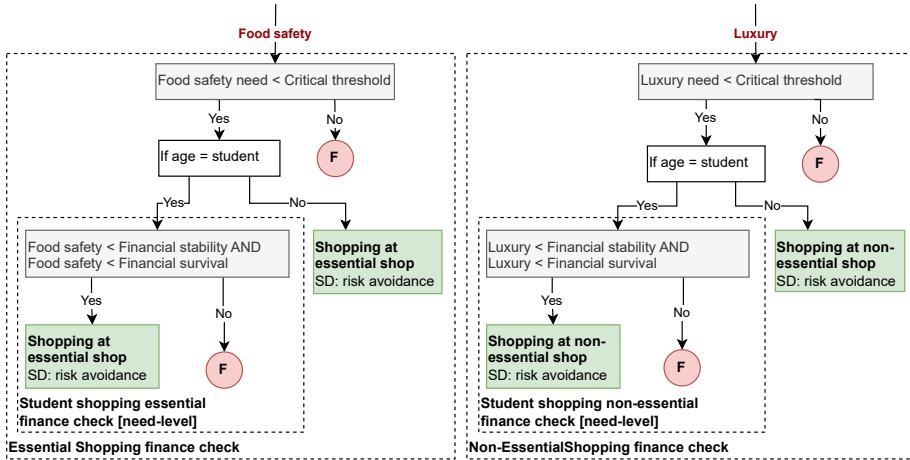 Food safety
Food safety need < Critical threshold
Yes
No
F
If age = student
Yes
No
Food safety < Financial stability AND
Food safety < Financial survival
Shopping at
essential shop
SD: risk avoidance
Yes
No
Shopping at
essential shop
SD: risk avoidance
F
Student shopping essential
finance check [need-level]
Essential Shopping finance check
Luxury
Luxury need < Critical threshold
Yes
No
F
If age = student
Yes
No
Luxury < Financial stability AND
Luxury < Financial survival
Shopping at non-
essential shop
SD: risk avoidance
Yes
No
Shopping at non-
essential shop
SD: risk avoidance
F
Student shopping non-essential
finance check [need-level]
Non-EssentialShopping finance check